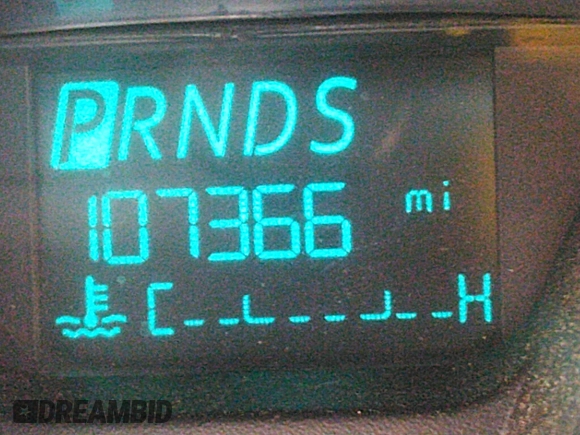 PRNDS
107366 mi
C H
DREAMBID